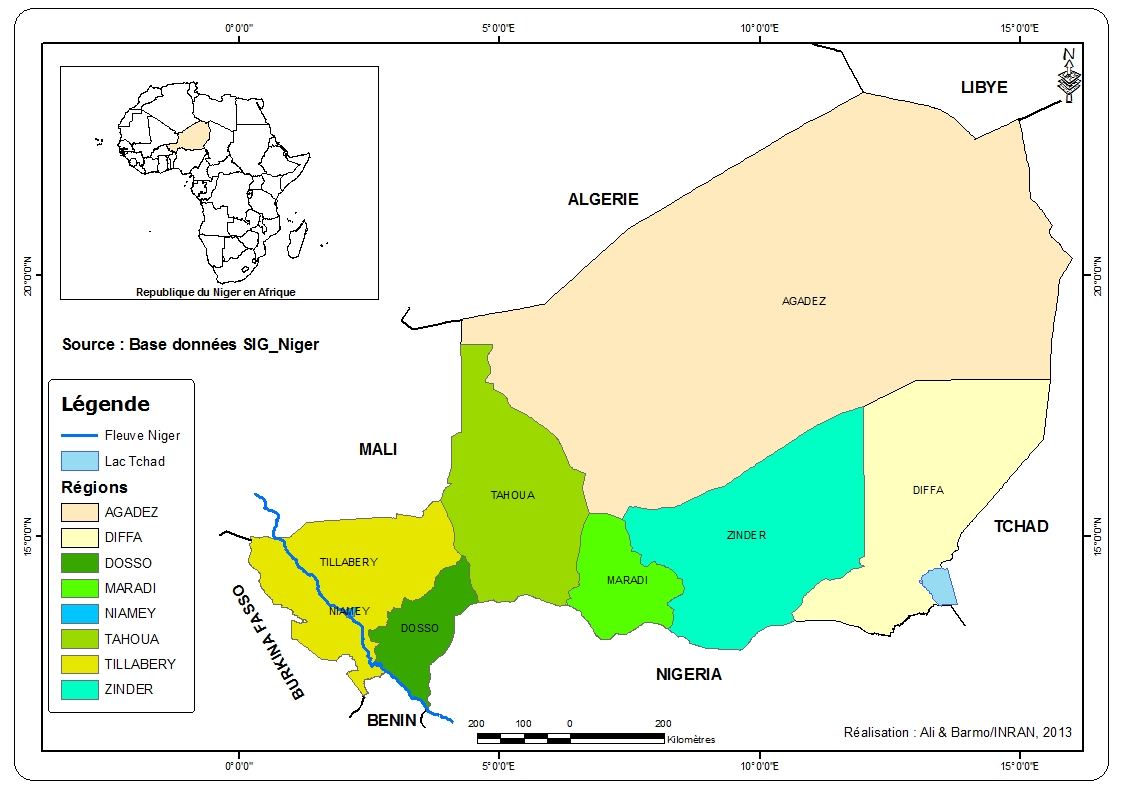 0°0'0" 5°0'0"E 10°0'0"E 15°0'0"E
N
LIBYE
ALGERIE
Republique du Niger en Afrique
20°0'0"N
20°0'0"N
AGADEZ
Source : Base données SIG_Niger
Légende
Fleuve Niger
Lac Tchad
Régions
AGADEZ
DIFFA
DOSSO
MARADI
NIAMEY
TAHOUA
TILLABERY
ZINDER
MALI
TAHOUA
DIFFA
TCHAD
ZINDER
15°0'0"N
15°0'0"N
TILLABERY
MARADI
NIAMEY
DOSSO
BURKINA FASSO
NIGERIA
BENIN
200 100 0 200
Kilomètres
Réalisation : Ali & Barmo/INRAN, 2013
0°0'0" 5°0'0"E 10°0'0"E 15°0'0"E